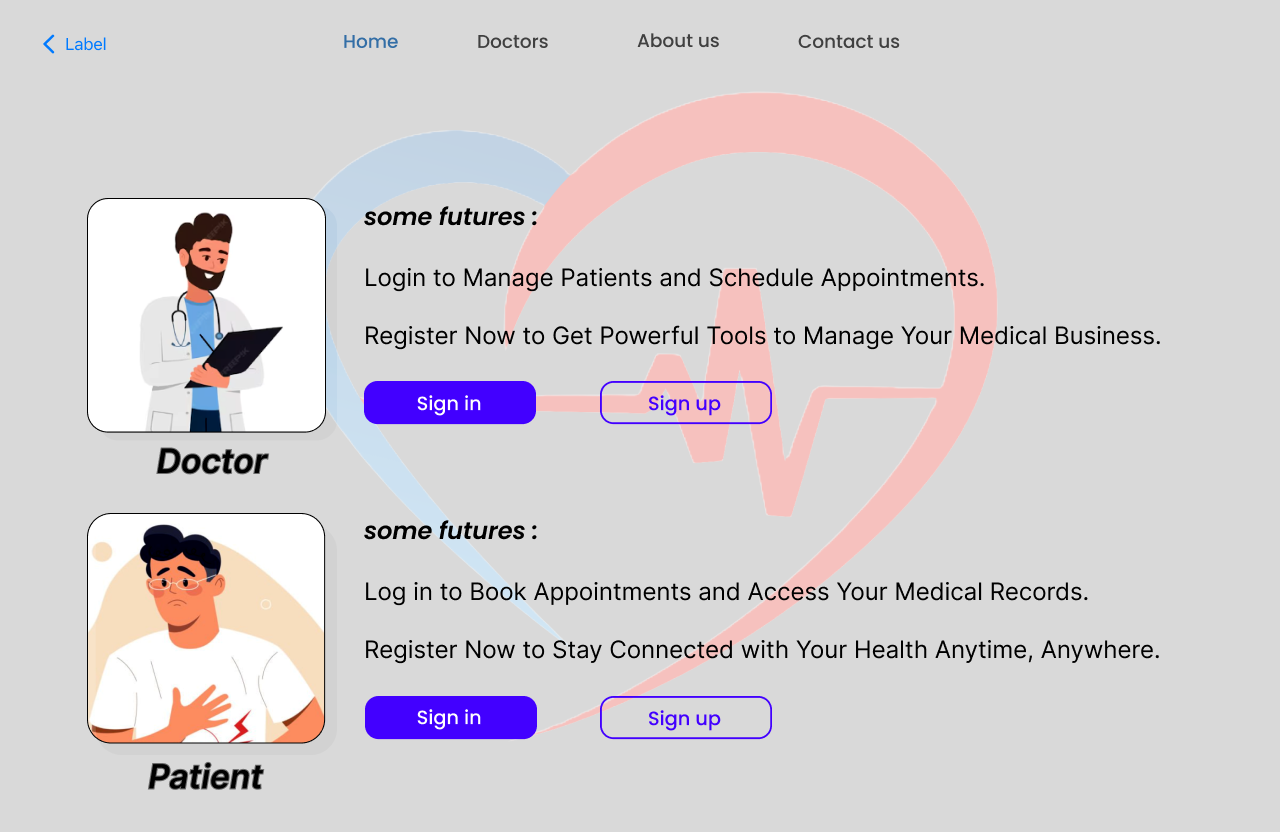 Label
Home
Doctors
About us
Contact us
some futures :
Login to Manage Patients and Schedule Appointments.
Register Now to Get Powerful Tools to Manage Your Medical Business.
Sign in
Sign up
Doctor
some futures :
Log in to Book Appointments and Access Your Medical Records.
Register Now to Stay Connected with Your Health Anytime, Anywhere.
Sign in
Sign up
Patient